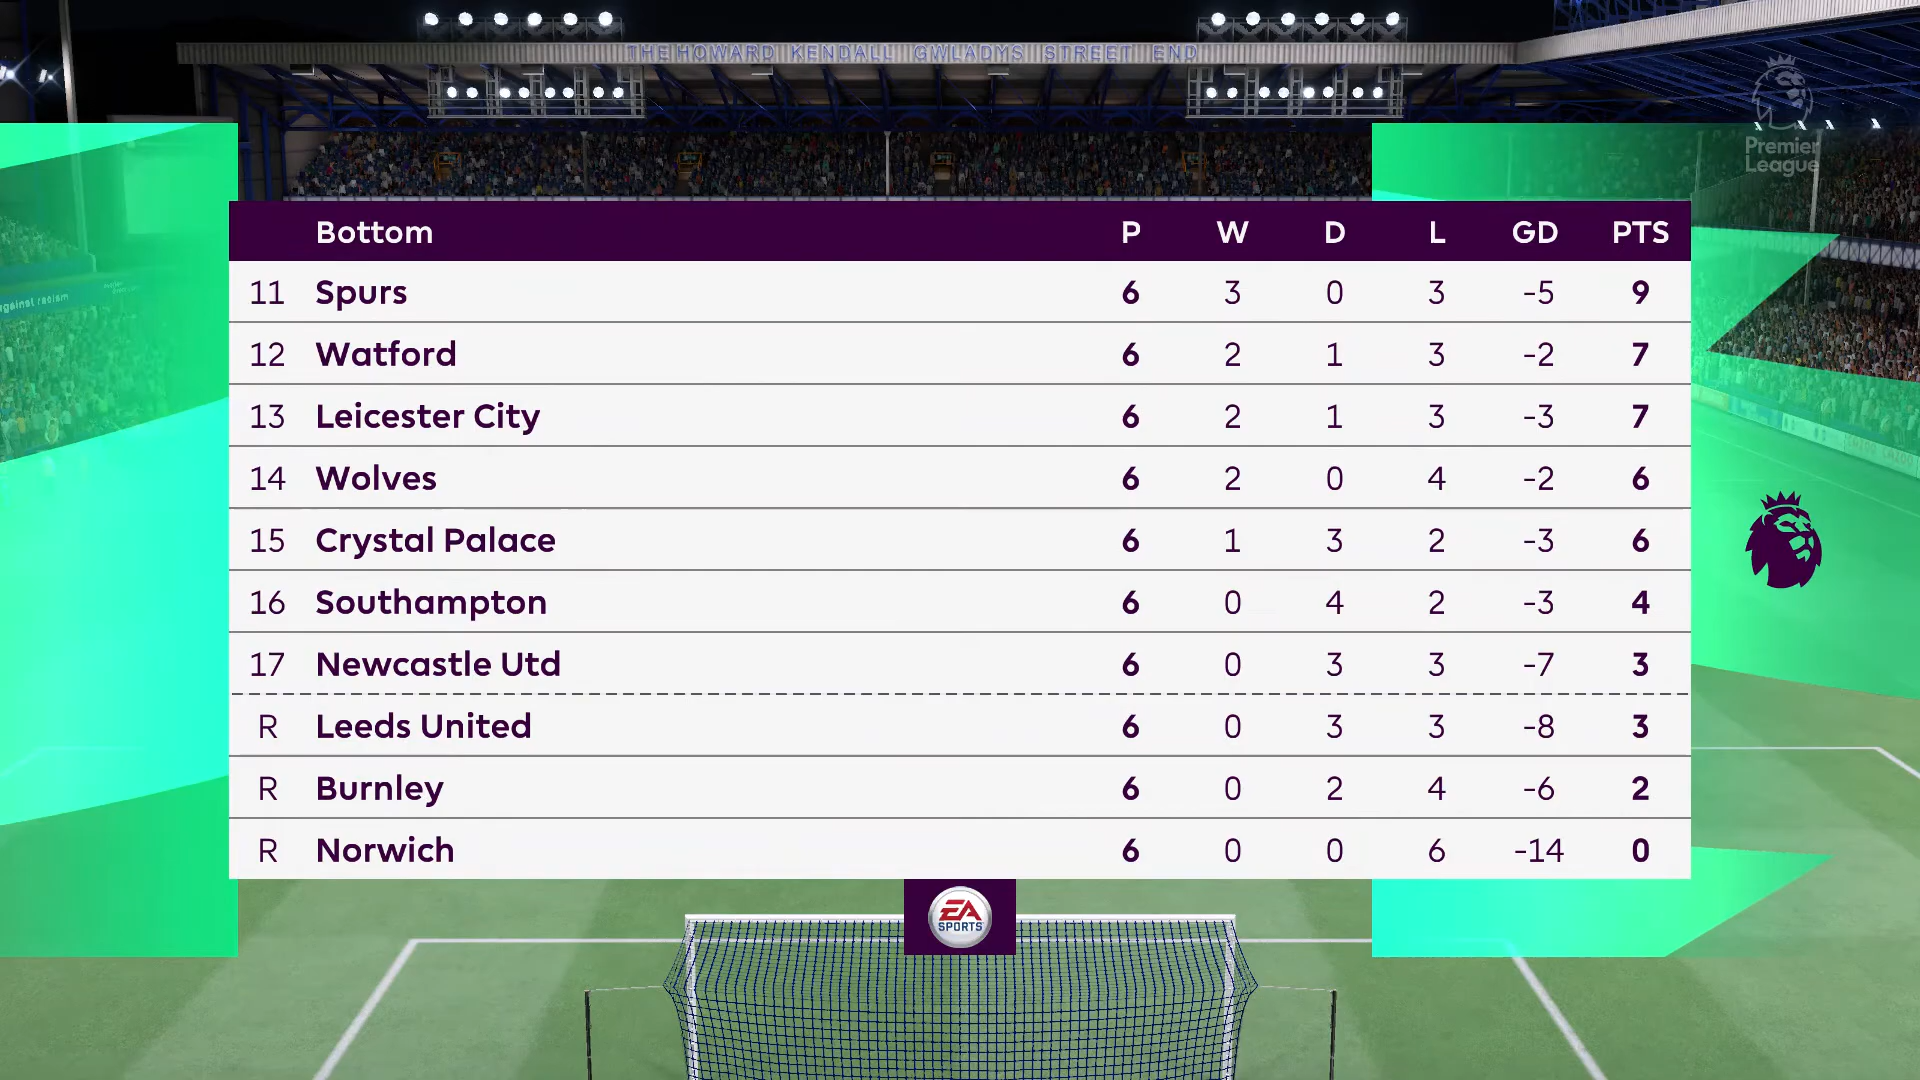 THE HOWARD KENDALL GWLADYS STREET END
Premier
League
against racism
Bottom P W D L GD PTS
11 Spurs 6 3 0 3 -5 9
12 Watford 6 2 1 3 -2 7
13 Leicester City 6 2 1 3 -3 7
14 Wolves 6 2 0 4 -2 6
15 Crystal Palace 6 1 3 2 -3 6
16 Southampton 6 0 4 2 -3 4
17 Newcastle Utd 6 0 3 3 -7 3
R Leeds United 6 0 3 3 -8 3
R Burnley 6 0 2 4 -6 2
R Norwich 6 0 0 6 -14 0
EA
SPORTS